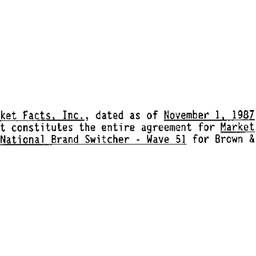 ket Facts, Inc., dated as of November 1, 1987
t constitutes the entire agreement for Market
National Brand Switcher - Wave 51 for Brown &